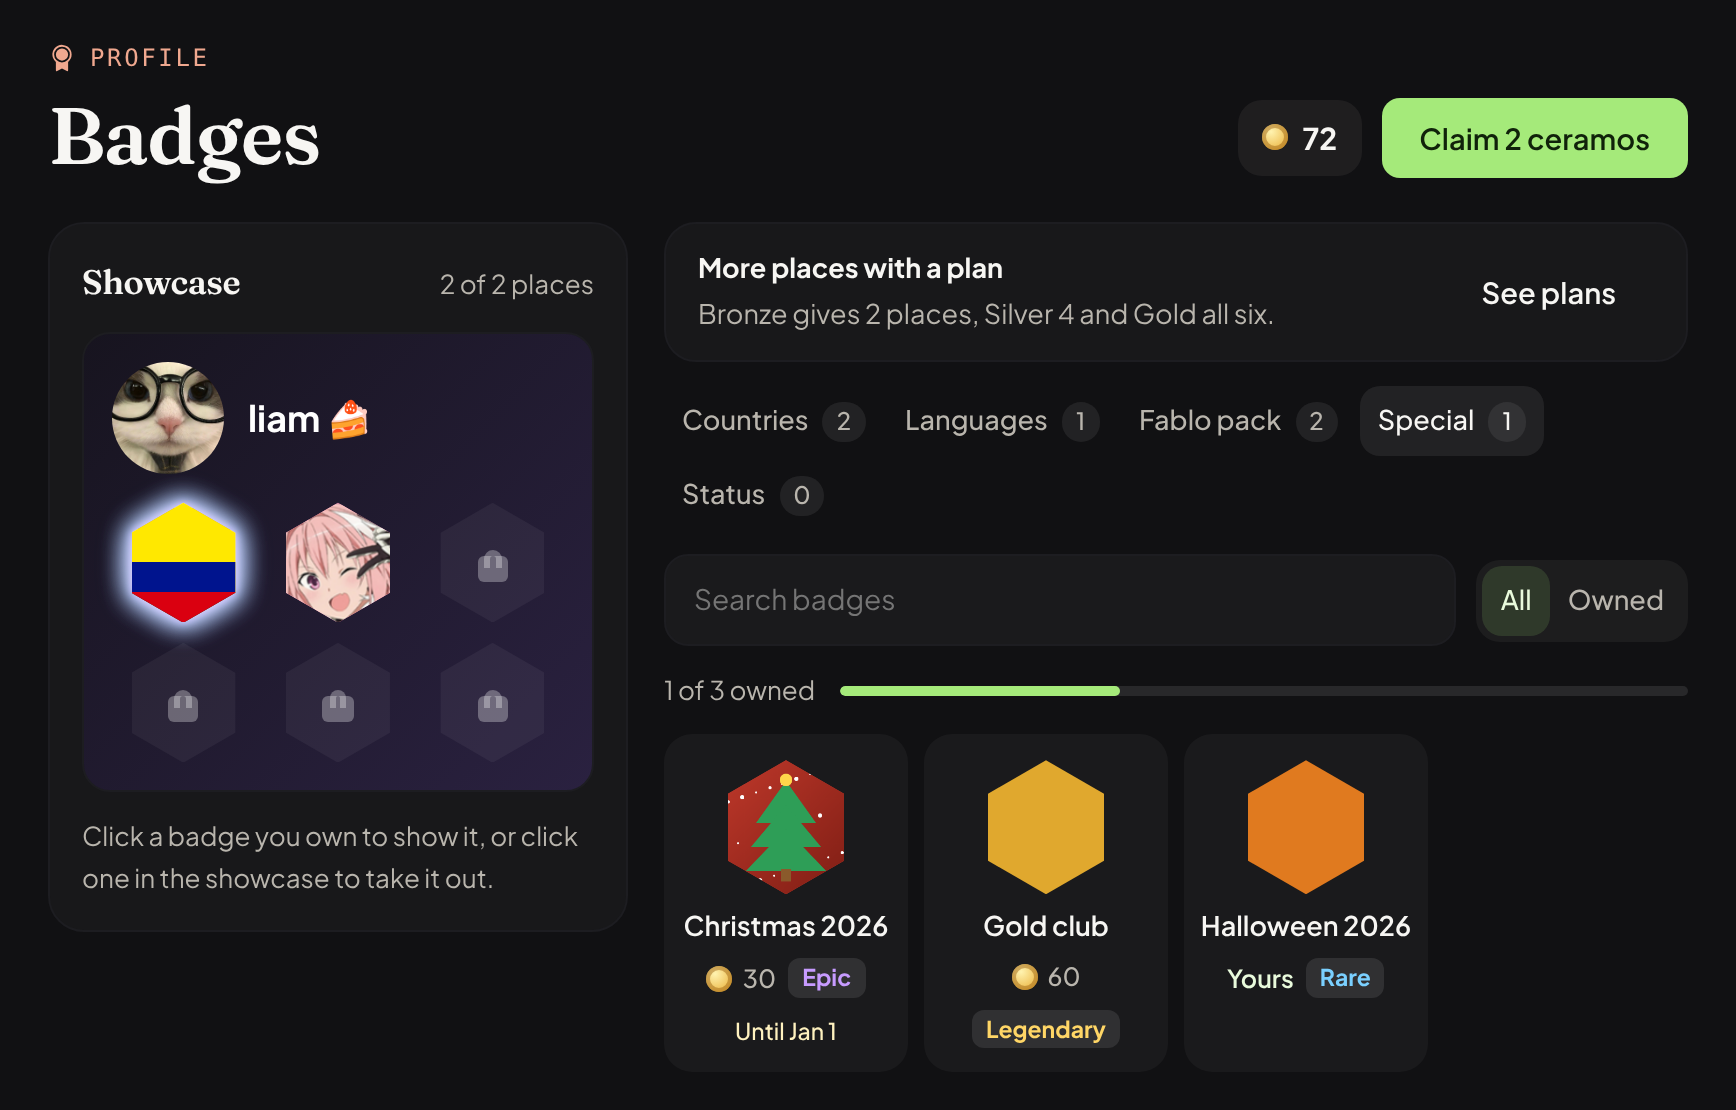 PROFILE
Badges
72
Claim 2 ceramos
Showcase
2 of 2 places
liam 🍰
Click a badge you own to show it, or click
one in the showcase to take it out.
More places with a plan
Bronze gives 2 places, Silver 4 and Gold all six.
See plans
Countries 2
Languages 1
Fablo pack 2
Special 1
Status 0
Search badges
All
Owned
1 of 3 owned
Christmas 2026
30 Epic
Until Jan 1
Gold club
60
Legendary
Halloween 2026
Yours Rare